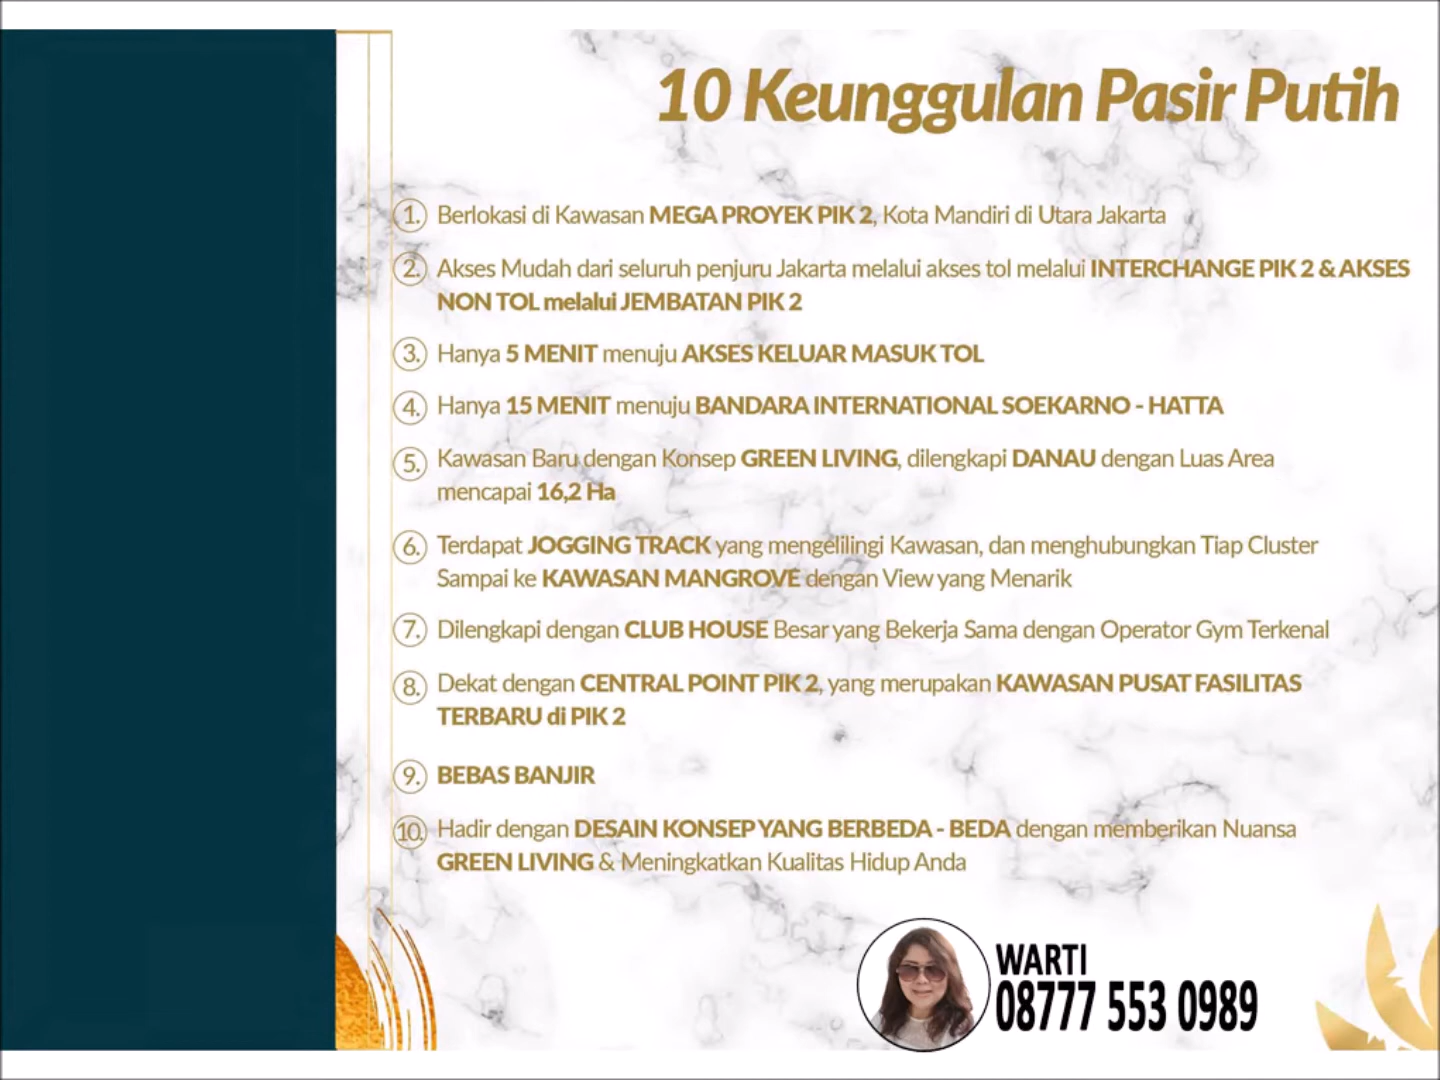 10 Keunggulan Pasir Putih
1. Berlokasi di Kawasan MEGA PROYEK PIK 2, Kota Mandiri di Utara Jakarta
2. Akses Mudah dari seluruh penjuru Jakarta melalui akses tol melalui INTERCHANGE PIK 2 & AKSES
NON TOL melalui JEMBATAN PIK 2
3. Hanya 5 MENIT menuju AKSES KELUAR MASUK TOL
4. Hanya 15 MENIT menuju BANDARA INTERNATIONAL SOEKARNO - HATTA
5. Kawasan Baru dengan Konsep GREEN LIVING, dilengkapi DANAU dengan Luas Area
mencapai 16,2 Ha
6. Terdapat JOGGING TRACK yang mengelilingi Kawasan, dan menghubungkan Tiap Cluster
Sampai ke KAWASAN MANGROVE dengan View yang Menarik
7. Dilengkapi dengan CLUB HOUSE Besar yang Bekerja Sama dengan Operator Gym Terkenal
8. Dekat dengan CENTRAL POINT PIK 2, yang merupakan KAWASAN PUSAT FASILITAS
TERBARU di PIK 2
9. BEBAS BANJIR
10. Hadir dengan DESAIN KONSEP YANG BERBEDA - BEDA dengan memberikan Nuansa
GREEN LIVING & Meningkatkan Kualitas Hidup Anda
WARTI
08777 553 0989